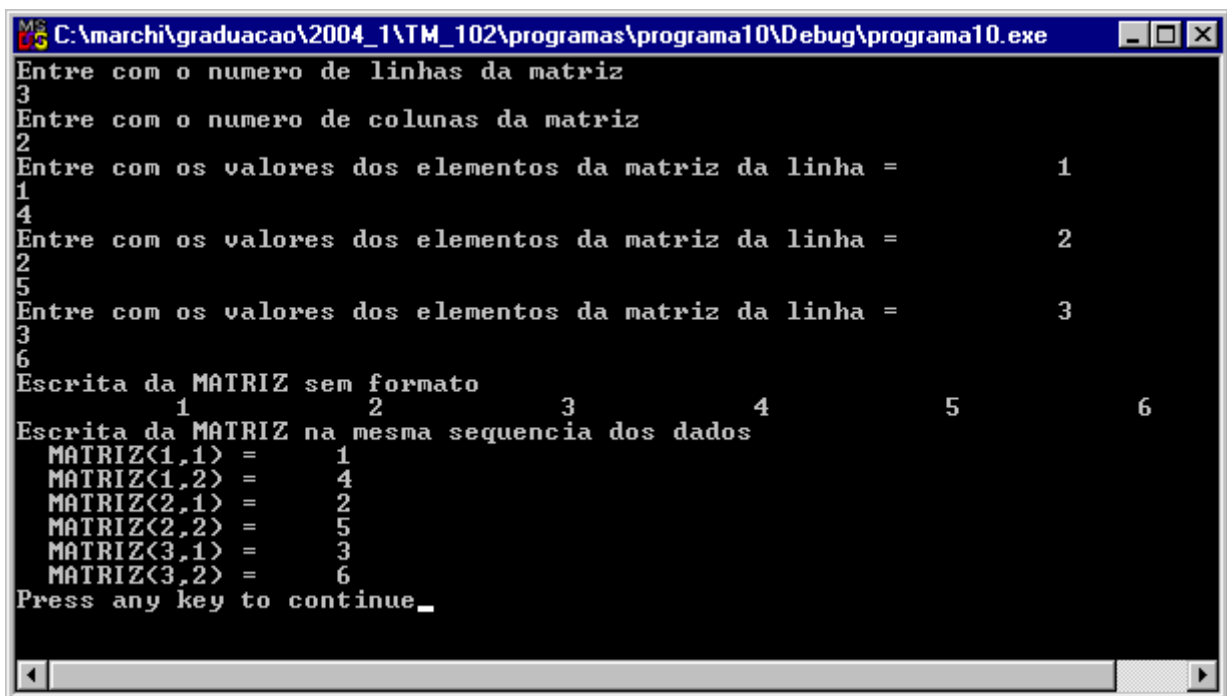 C:\marchi\graduacao\2004_1\TM_102\programas\programa10\Debug\programa10.exe
Entre com o numero de linhas da matriz
3
Entre com o numero de colunas da matriz
2
Entre com os valores dos elementos da matriz da linha = 1
1
4
Entre com os valores dos elementos da matriz da linha = 2
2
5
Entre com os valores dos elementos da matriz da linha = 3
3
6
Escrita da MATRIZ sem formato
1 2 3 4 5 6
Escrita da MATRIZ na mesma sequencia dos dados
MATRIZ(1,1) = 1
MATRIZ(1,2) = 4
MATRIZ(2,1) = 2
MATRIZ(2,2) = 5
MATRIZ(3,1) = 3
MATRIZ(3,2) = 6
Press any key to continue_